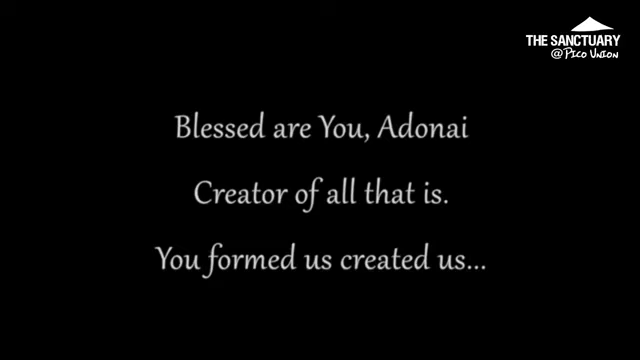 THE SANCTUARY
@PICO UNION
Blessed are You, Adonai
Creator of all that is.
You formed us created us...